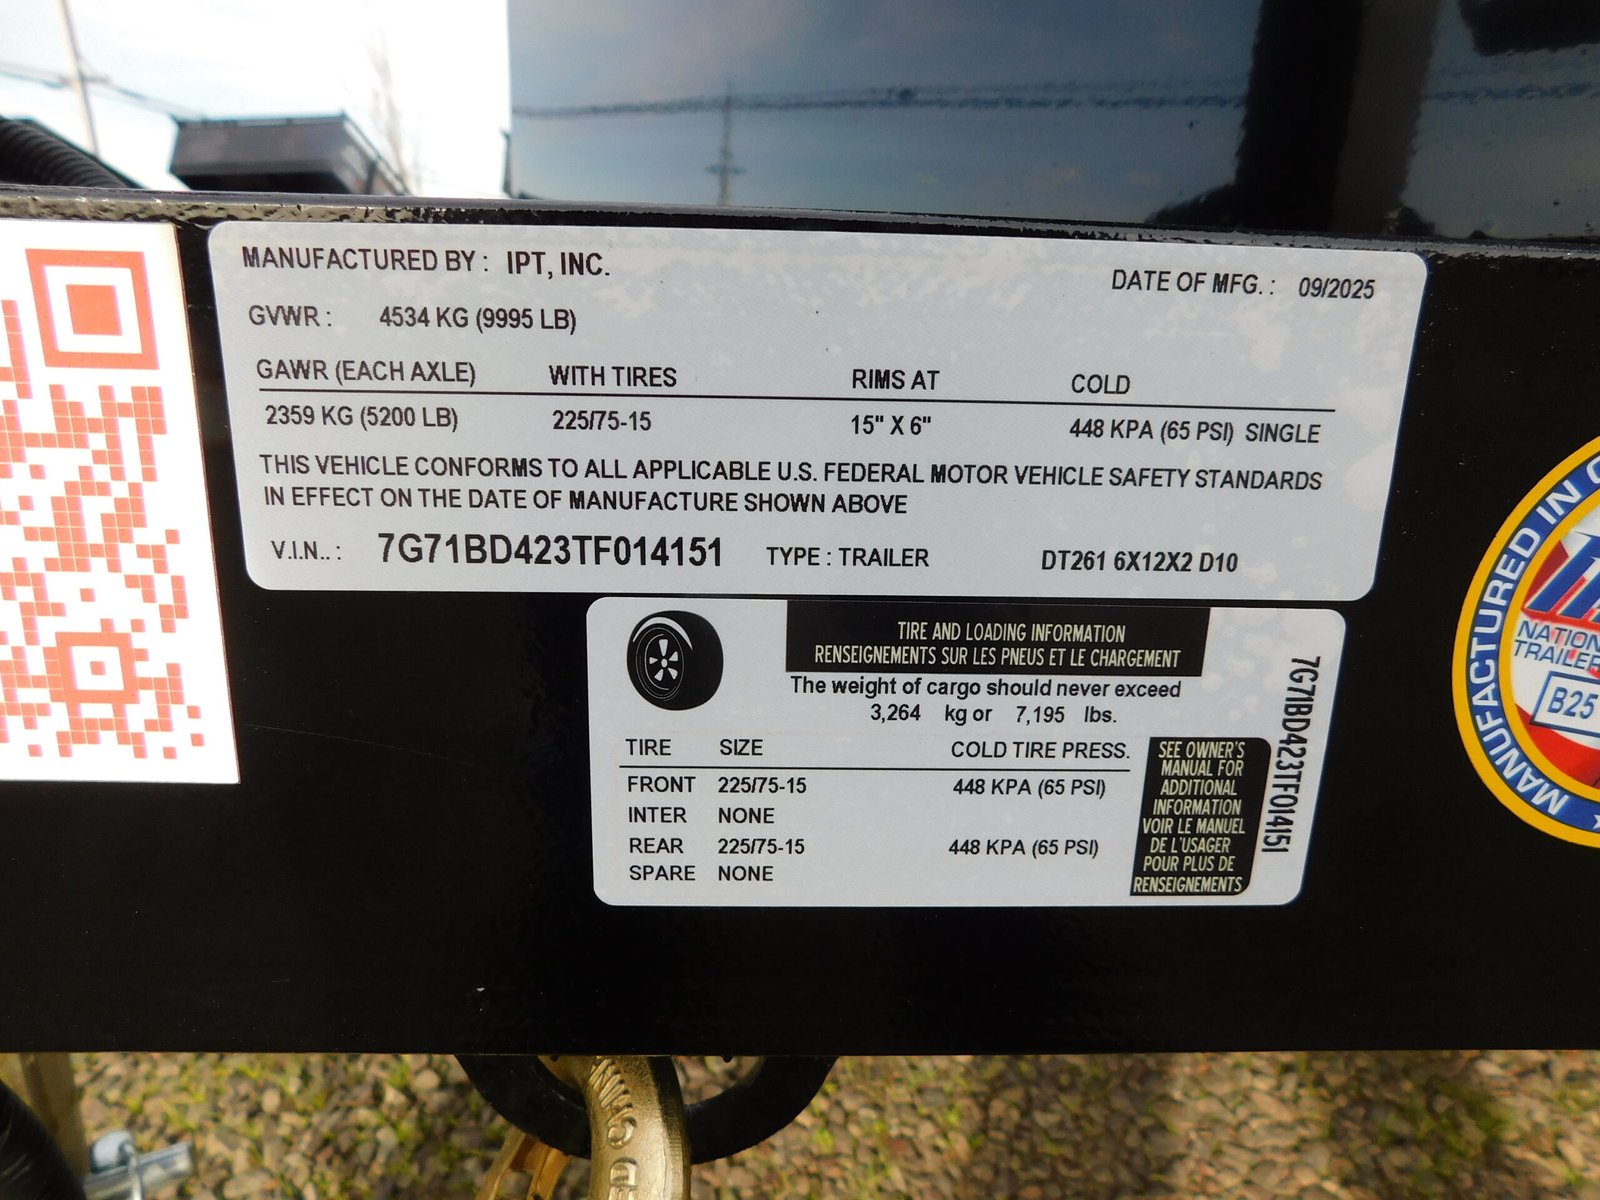 MANUFACTURED BY : IPT, INC.
DATE OF MFG. : 09/2025
GVWR : 4534 KG (9995 LB)
GAWR (EACH AXLE) WITH TIRES RIMS AT COLD
2359 KG (5200 LB) 225/75-15 15" X 6" 448 KPA (65 PSI) SINGLE
THIS VEHICLE CONFORMS TO ALL APPLICABLE U.S. FEDERAL MOTOR VEHICLE SAFETY STANDARDS
IN EFFECT ON THE DATE OF MANUFACTURE SHOWN ABOVE
V.I.N.. : 7G71BD423TF014151 TYPE : TRAILER DT261 6X12X2 D10
TIRE AND LOADING INFORMATION
RENSEIGNEMENTS SUR LES PNEUS ET LE CHARGEMENT
The weight of cargo should never exceed
3,264 kg or 7,195 lbs.
TIRE SIZE COLD TIRE PRESS.
FRONT 225/75-15 448 KPA (65 PSI)
INTER NONE
REAR 225/75-15 448 KPA (65 PSI)
SPARE NONE
SEE OWNER'S
MANUAL FOR
ADDITIONAL
INFORMATION
VOIR LE MANUEL
DE L'USAGER
POUR PLUS DE
RENSEIGNEMENTS
7G71BD423TF014151
MANUFACTURED IN
TRAILER
B25